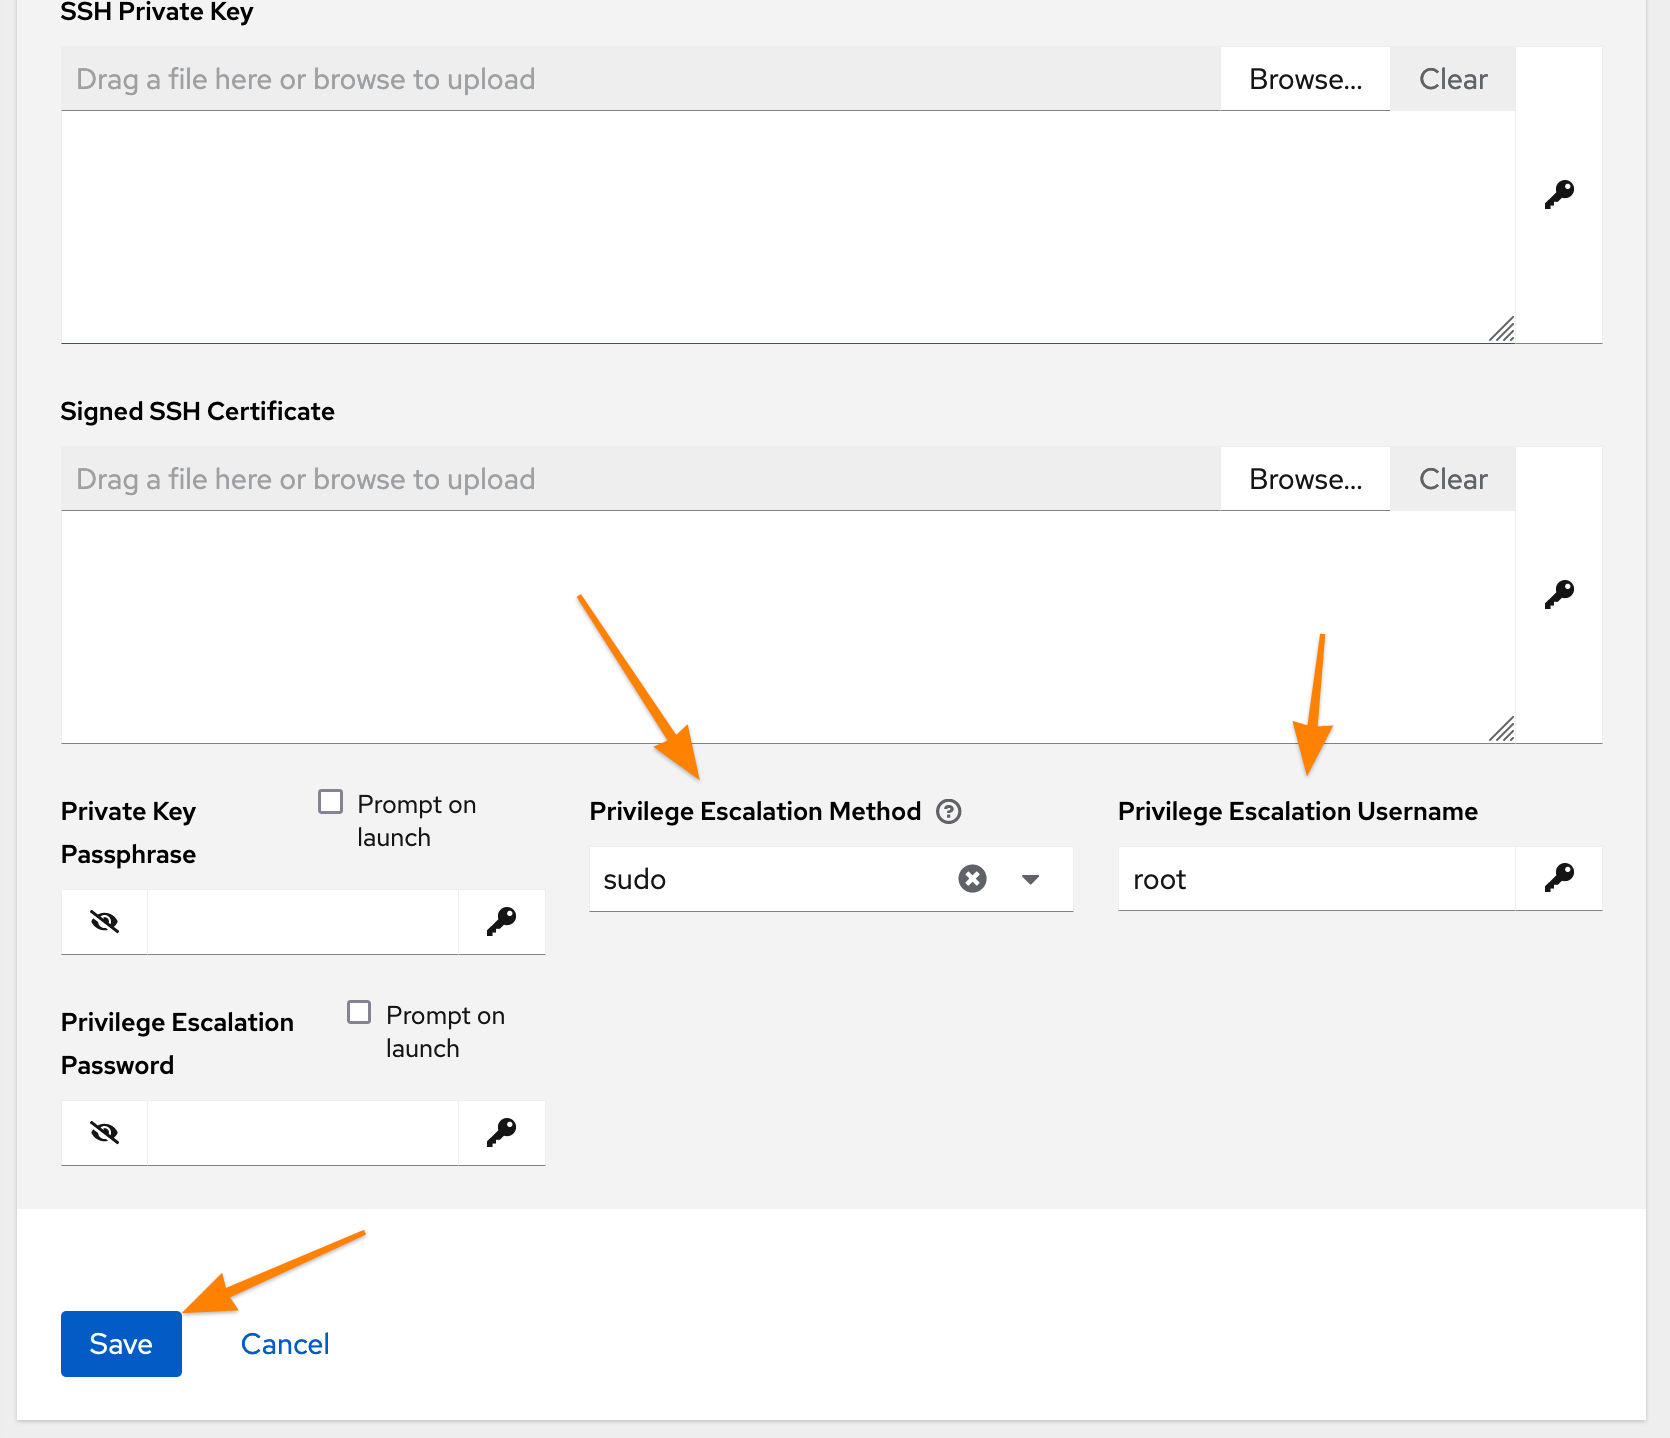 SSH Private Key
Drag a file here or browse to upload
Browse...
Clear
Signed SSH Certificate
Drag a file here or browse to upload
Browse...
Clear
Private Key
Passphrase
Prompt on
launch
Privilege Escalation Method
sudo
Privilege Escalation Username
root
Privilege Escalation
Password
Prompt on
launch
Save
Cancel